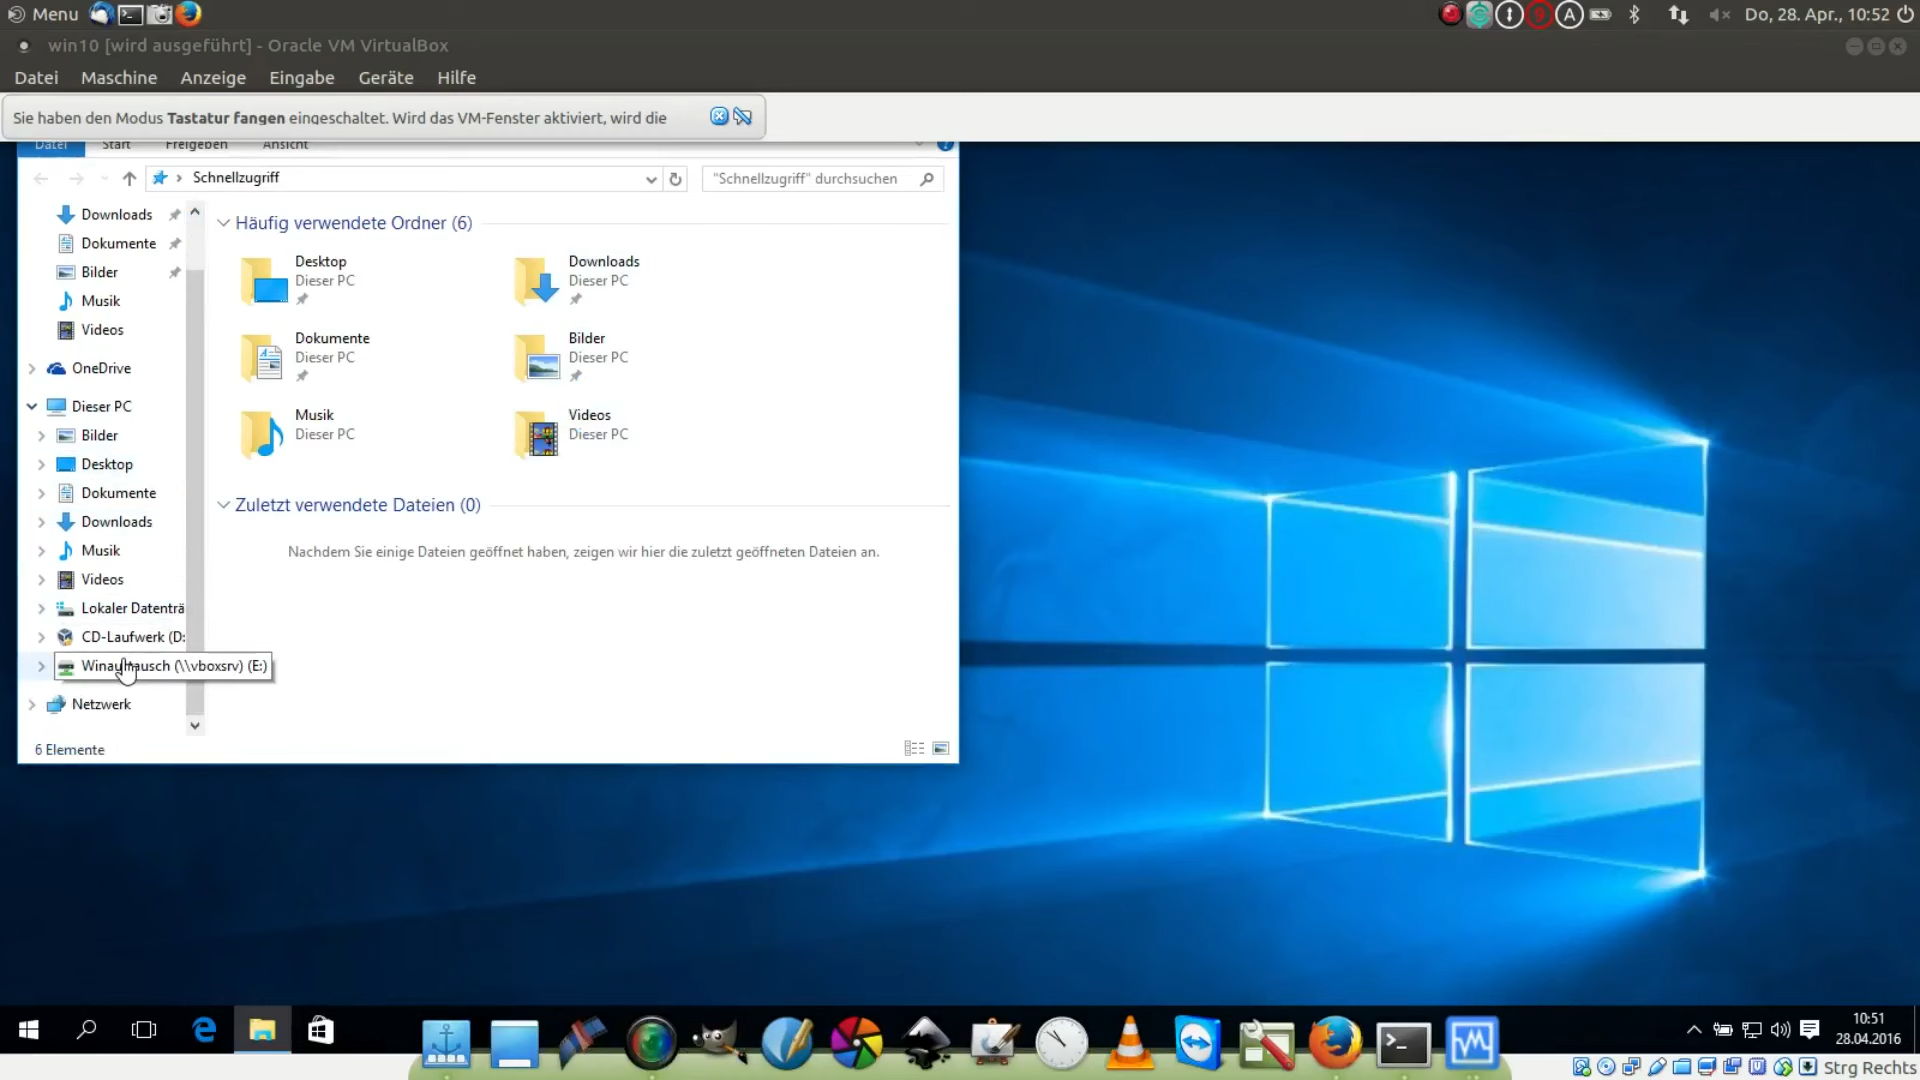 Menu
Do, 28. Apr., 10:52
win10 [wird ausgeführt] - Oracle VM VirtualBox
Datei Maschine Anzeige Eingabe Geräte Hilfe
Sie haben den Modus Tastatur fangen eingeschaltet. Wird das VM-Fenster aktiviert, wird die
Datei Start Freigeben Ansicht
Schnellzugriff
"Schnellzugriff" durchsuchen
Downloads
Dokumente
Bilder
Musik
Videos
OneDrive
Dieser PC
Bilder
Desktop
Dokumente
Downloads
Musik
Videos
Lokaler Datenträ
CD-Laufwerk (D:
(\\vboxsrv) (E:)
Netzwerk
6 Elemente
Häufig verwendete Ordner (6)
Desktop
Dieser PC
Downloads
Dieser PC
Dokumente
Dieser PC
Bilder
Dieser PC
Musik
Dieser PC
Videos
Dieser PC
Zuletzt verwendete Dateien (0)
Nachdem Sie einige Dateien geöffnet haben, zeigen wir hier die zuletzt geöffneten Dateien an.
10:51
28.04.2016
Strg Rechts